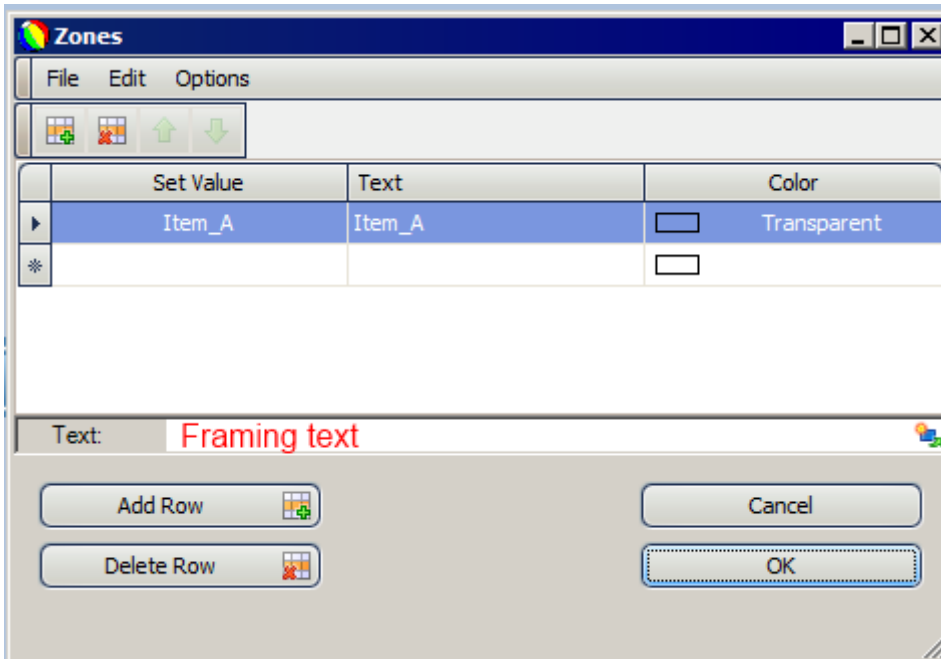 Zones
File Edit Options
Set Value Text Color
Item_A Item_A Transparent
Text: Framing text
Add Row Cancel
Delete Row OK